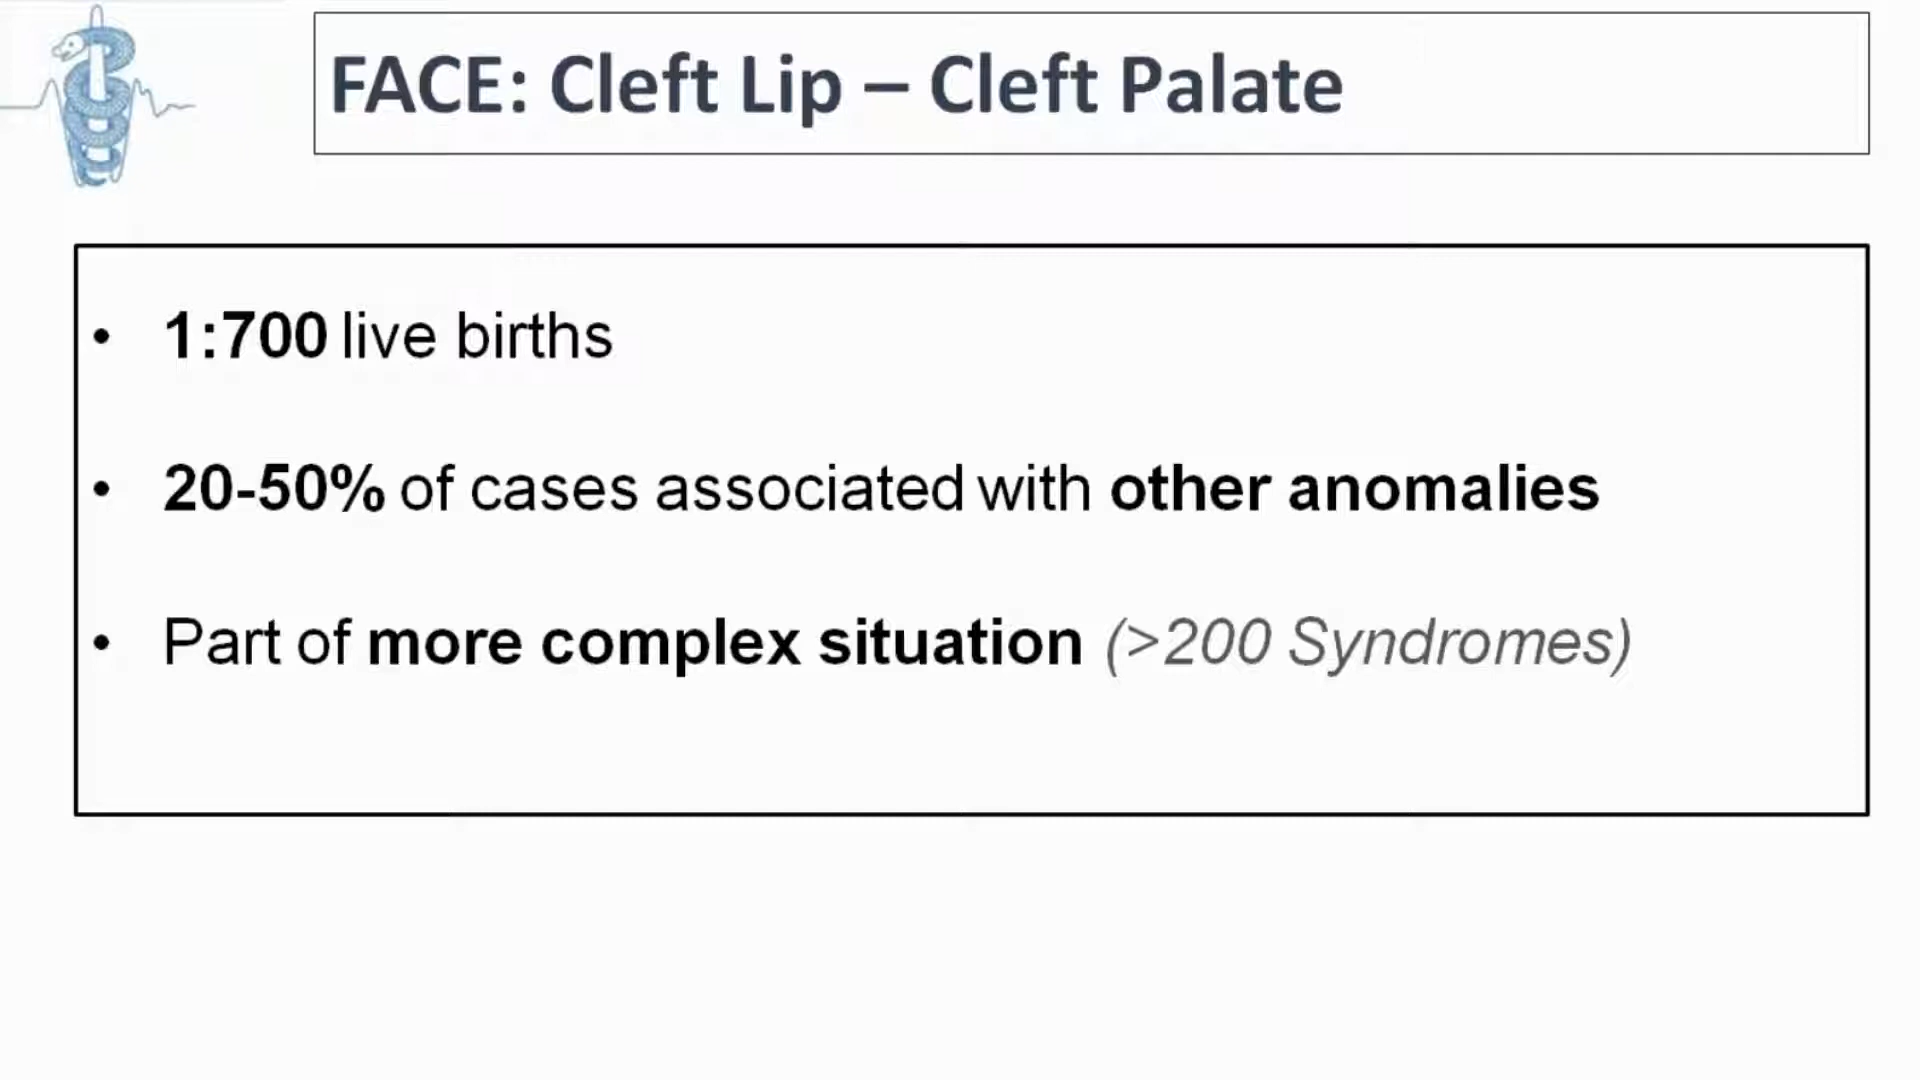 FACE: Cleft Lip – Cleft Palate
• 1:700 live births
• 20-50% of cases associated with other anomalies
• Part of more complex situation (>200 Syndromes)